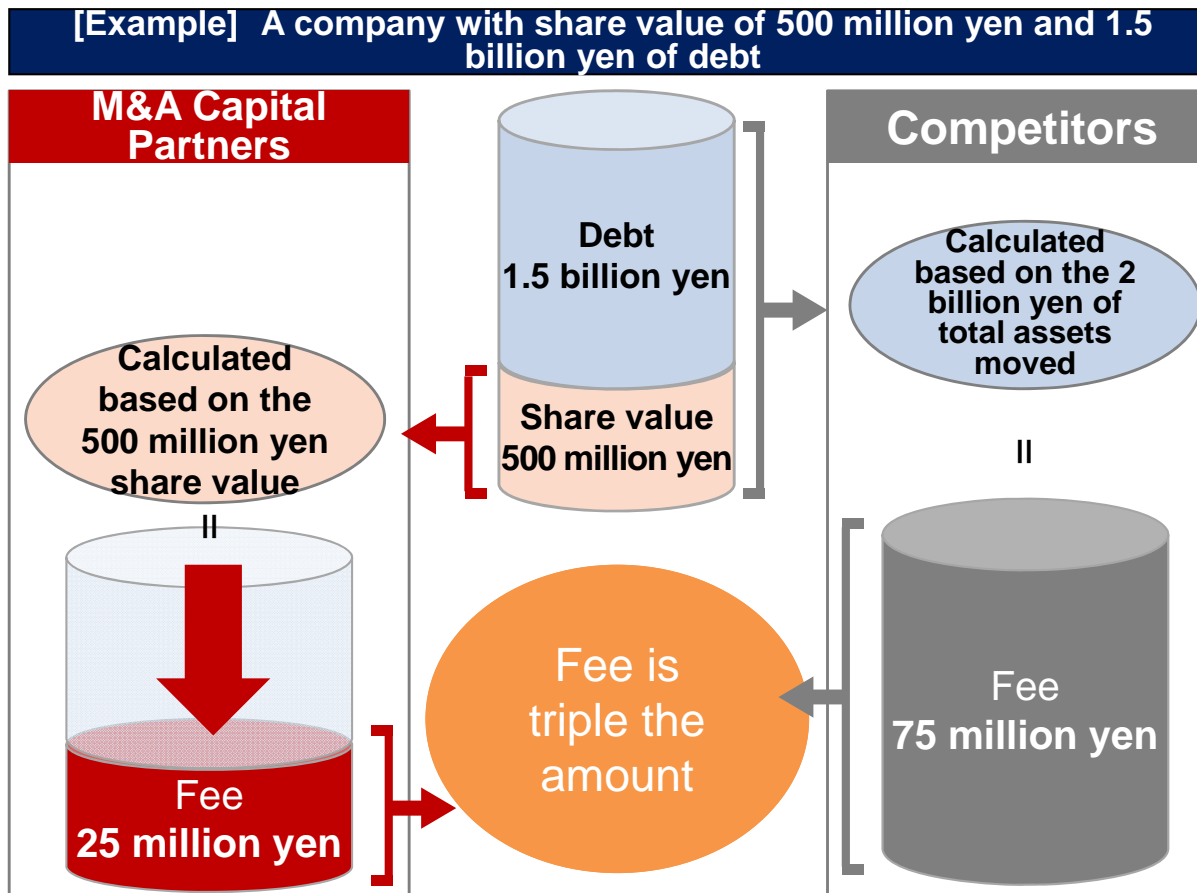 [Example] A company with share value of 500 million yen and 1.5
billion yen of debt
M&A Capital
Partners
Calculated
based on the
500 million yen
share value
=
Fee
25 million yen
Debt
1.5 billion yen
Share value
500 million yen
Fee is
triple the
amount
Competitors
Calculated
based on the 2
billion yen of
total assets
moved
=
Fee
75 million yen